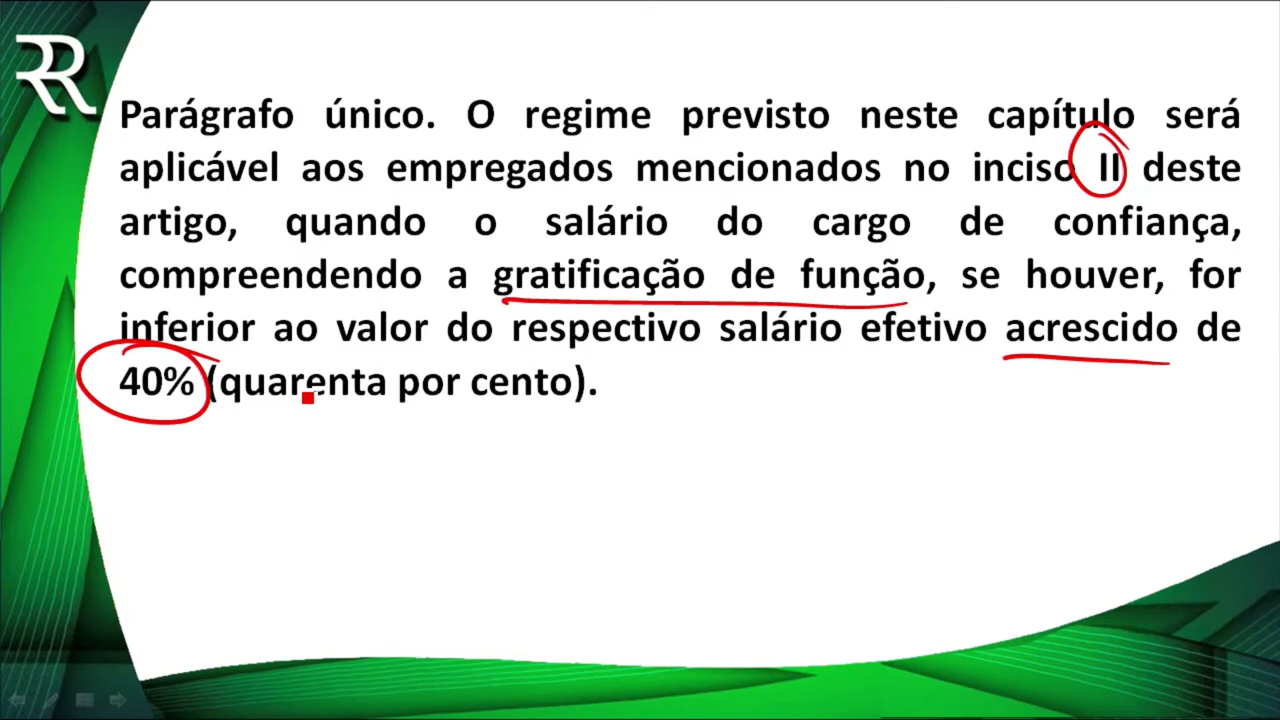 RR
Parágrafo único. O regime previsto neste capítulo será
aplicável aos empregados mencionados no inciso II deste
artigo, quando o salário do cargo de confiança,
compreendendo a gratificação de função, se houver, for
inferior ao valor do respectivo salário efetivo acrescido de
40% (quarenta por cento).